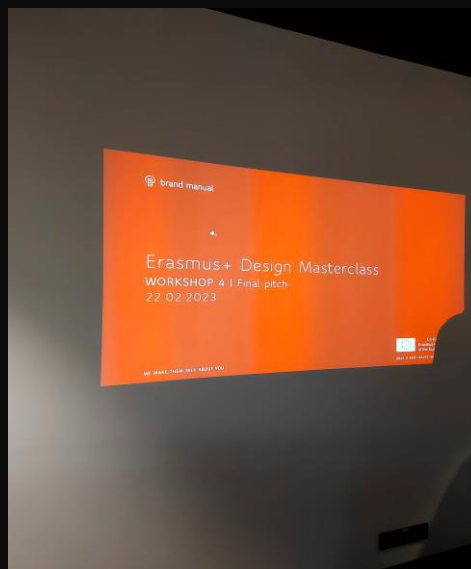 brand manual
Erasmus+ Design Masterclass
WORKSHOP 4 | Final pitch
22.02.2023
WE MAKE THEM TALK ABOUT YOU